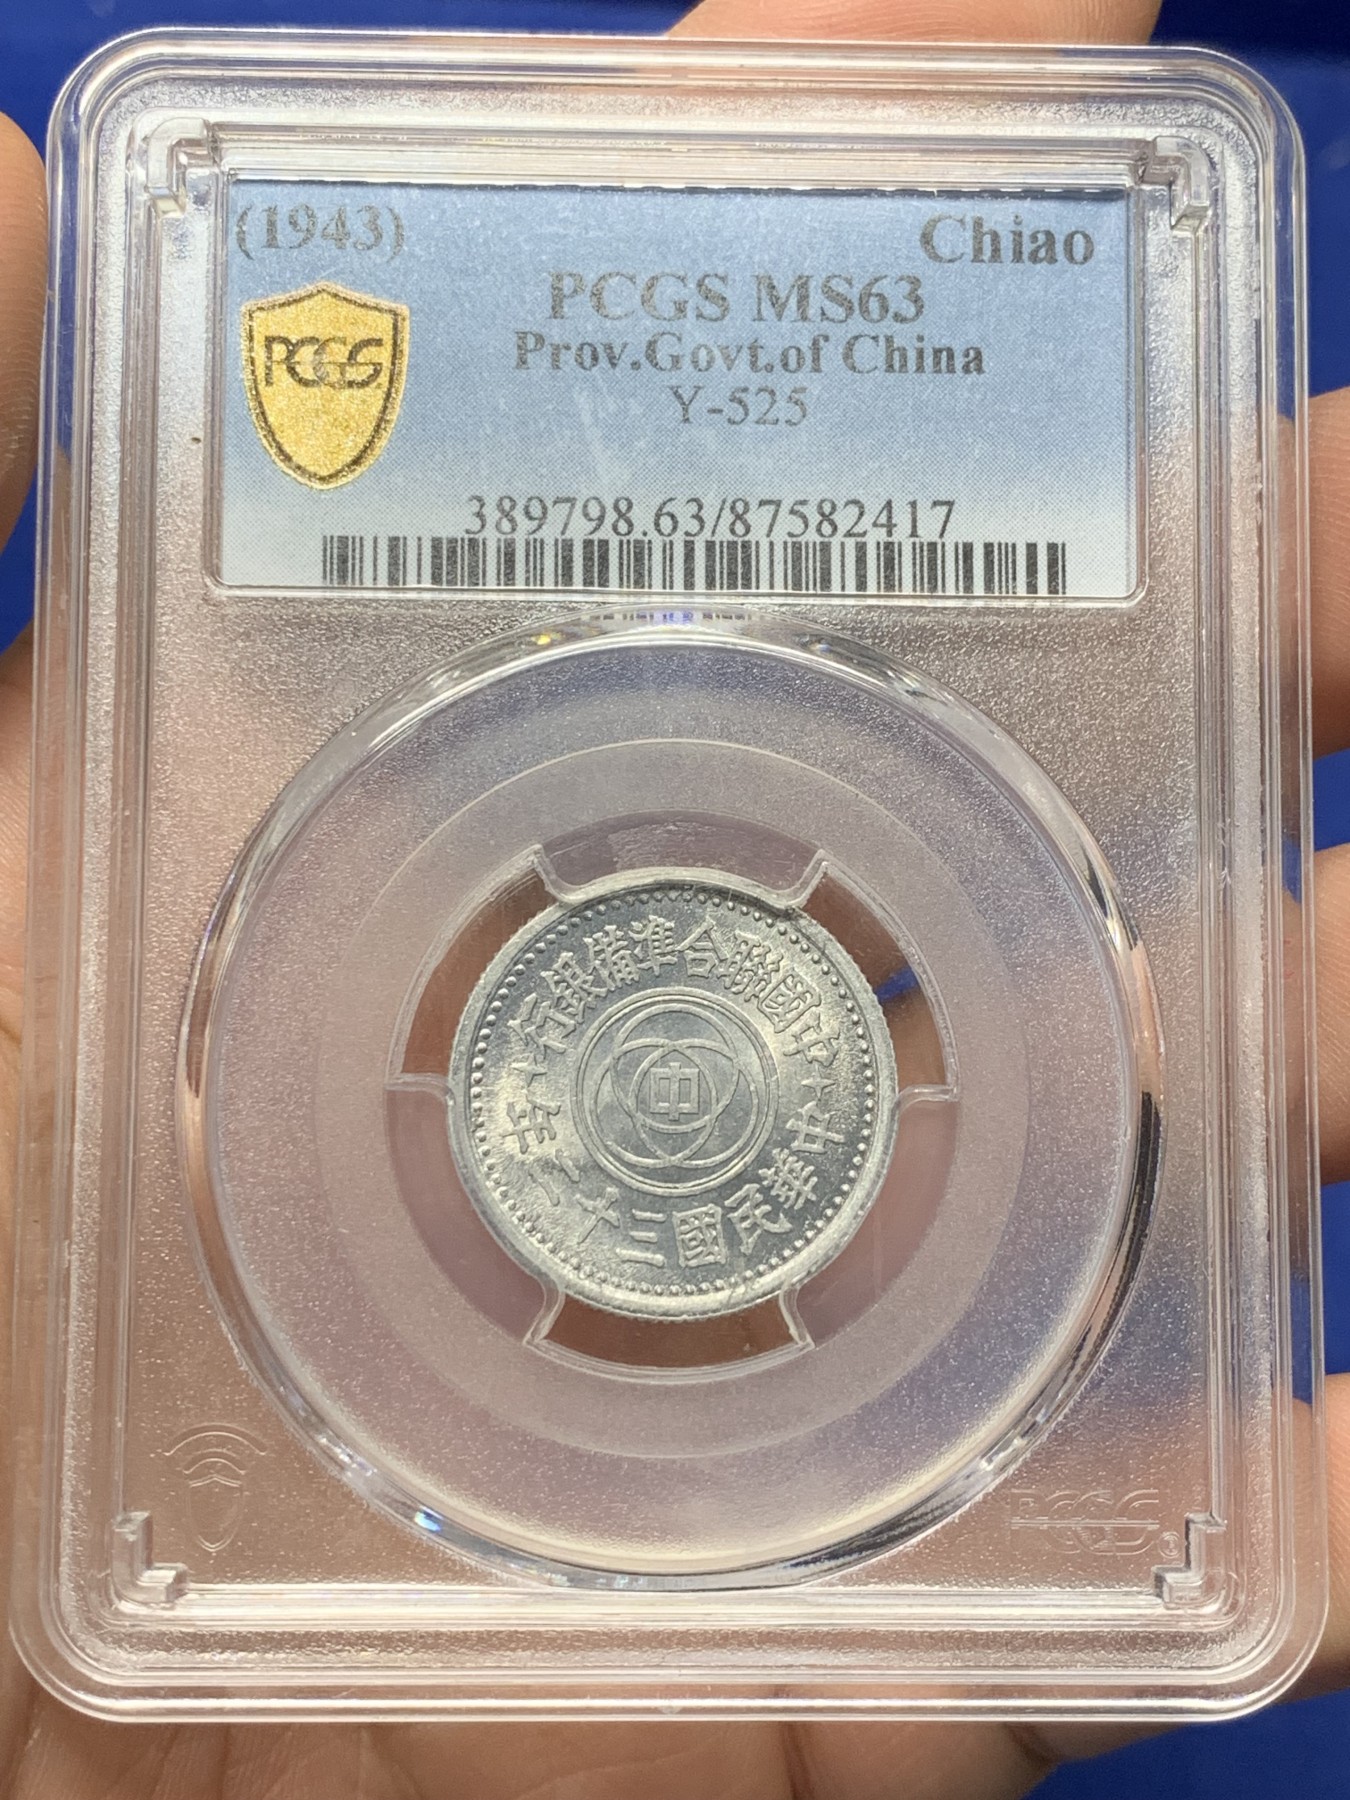 (1943)
Chiao
PCGS MS63
Prov.Govt.of China
Y-525
PCGS
389798.63/87582417
中國聯合準備銀行
中
中華民國三十二年
PCGS